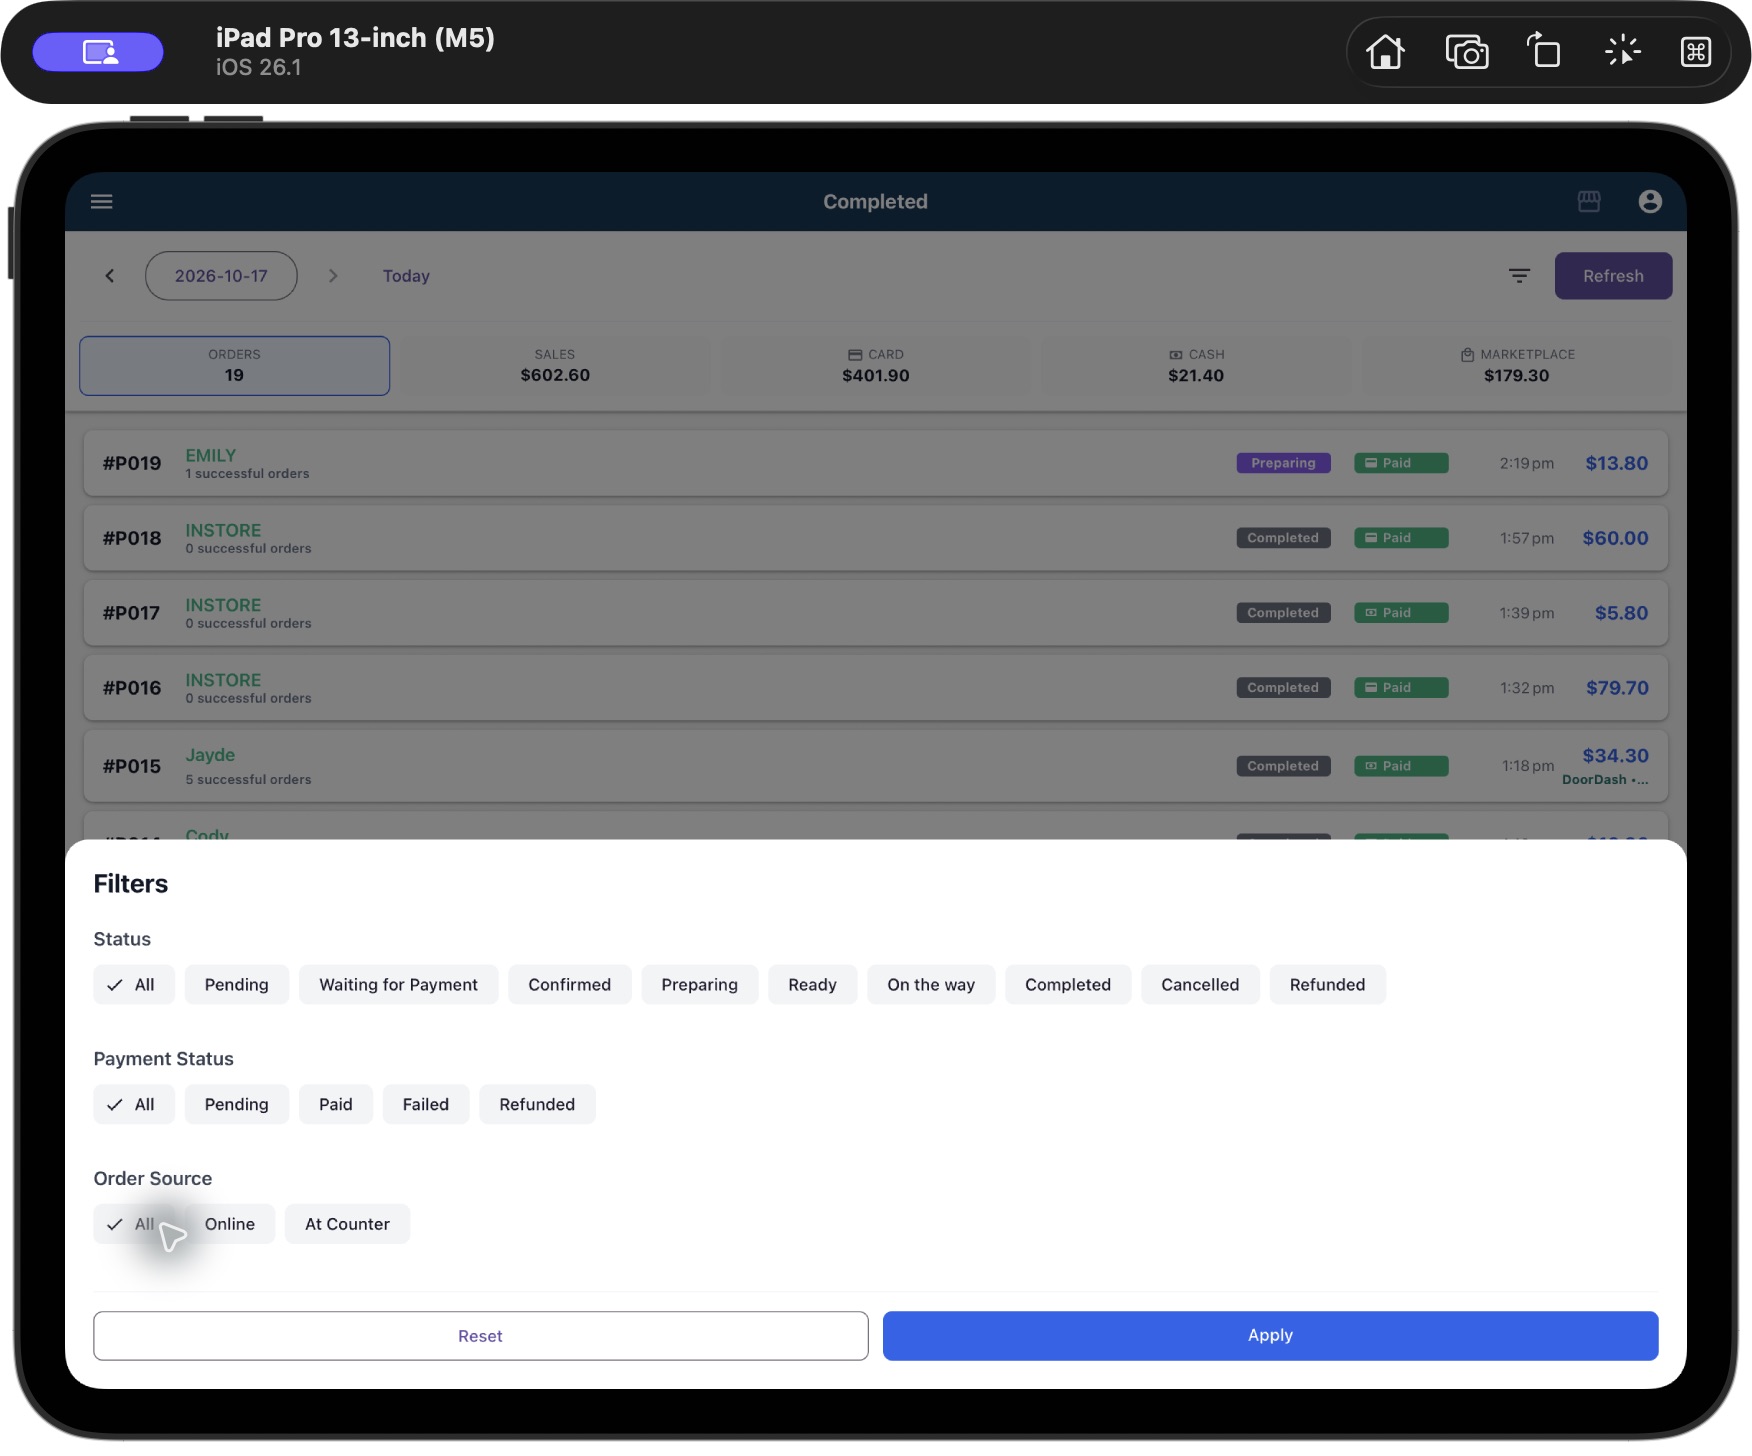 iPad Pro 13-inch (M5)
iOS 26.1
Completed
2026-10-17
Today
Refresh
ORDERS
19
SALES
$602.60
CARD
$401.90
CASH
$21.40
MARKETPLACE
$179.30
#P019
EMILY
1 successful orders
Preparing
Paid
2:19 pm
$13.80
#P018
INSTORE
0 successful orders
Completed
Paid
1:57 pm
$60.00
#P017
INSTORE
0 successful orders
Completed
Paid
1:39 pm
$5.80
#P016
INSTORE
0 successful orders
Completed
Paid
1:32 pm
$79.70
#P015
Jayde
5 successful orders
Completed
Paid
1:18 pm
$34.30
DoorDash •...
Cody
Filters
Status
All
Pending
Waiting for Payment
Confirmed
Preparing
Ready
On the way
Completed
Cancelled
Refunded
Payment Status
All
Pending
Paid
Failed
Refunded
Order Source
All
Online
At Counter
Reset
Apply